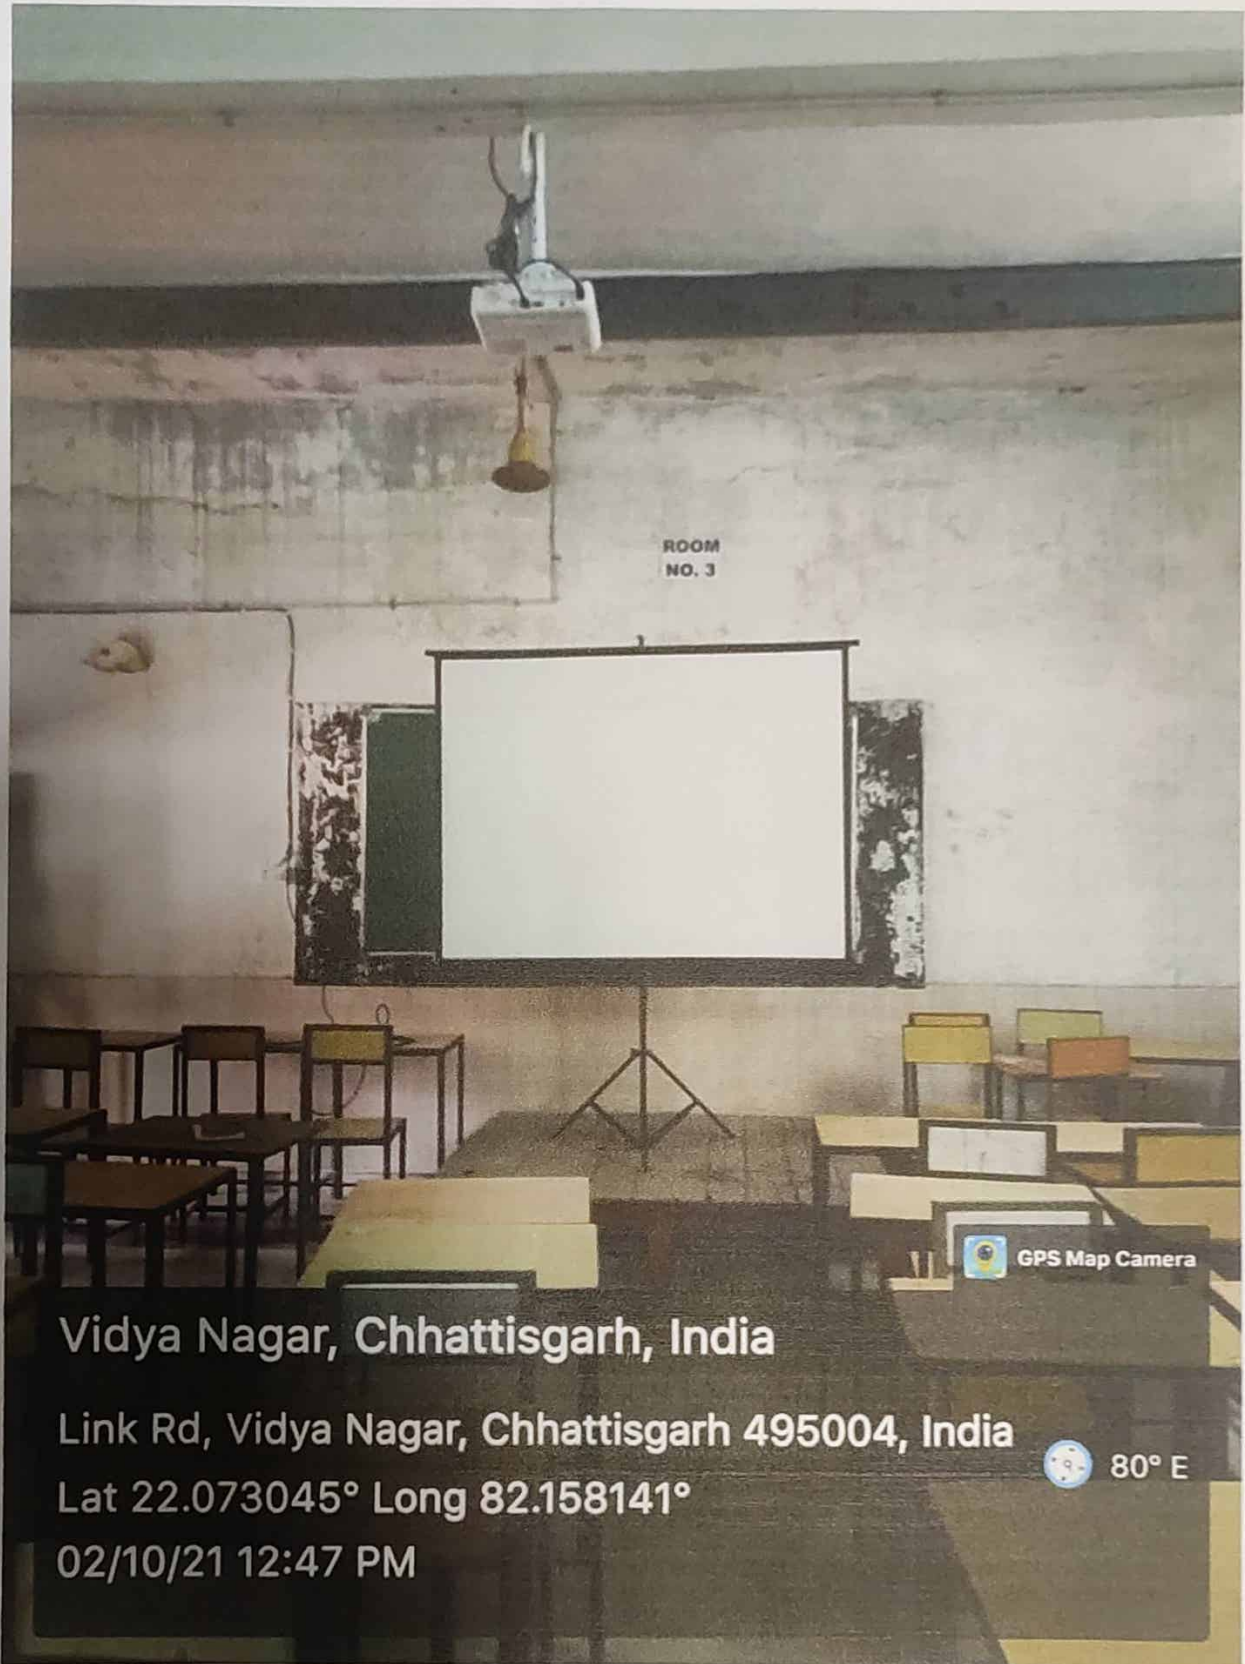 ROOM
NO. 3
GPS Map Camera
Vidya Nagar, Chhattisgarh, India
Link Rd, Vidya Nagar, Chhattisgarh 495004, India
80° E
Lat 22.073045° Long 82.158141°
02/10/21 12:47 PM